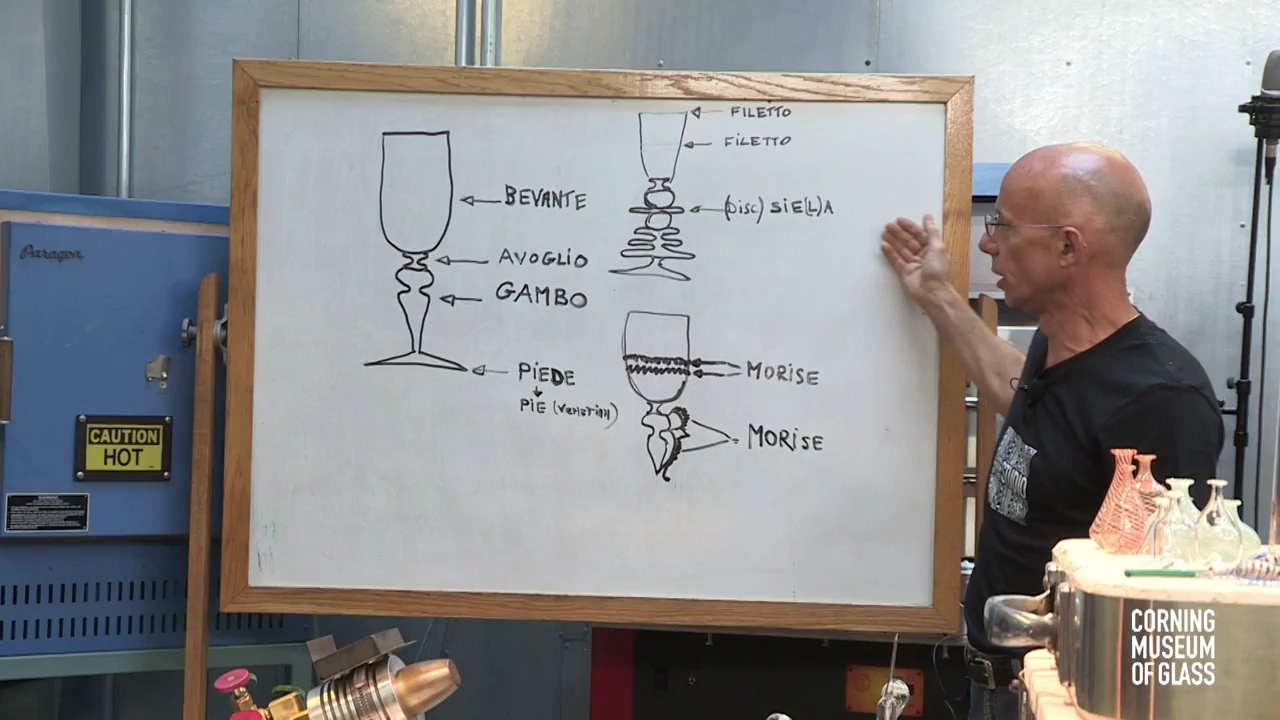 FILETTO
FILETTO
BEVANTE
(DISC) SIE(L)A
AVOGLIO
GAMBO
PIEDE
PIE (VENETIAN)
MORISE
MORISE
Paragon
CAUTION
HOT
CORNING
MUSEUM
OF GLASS